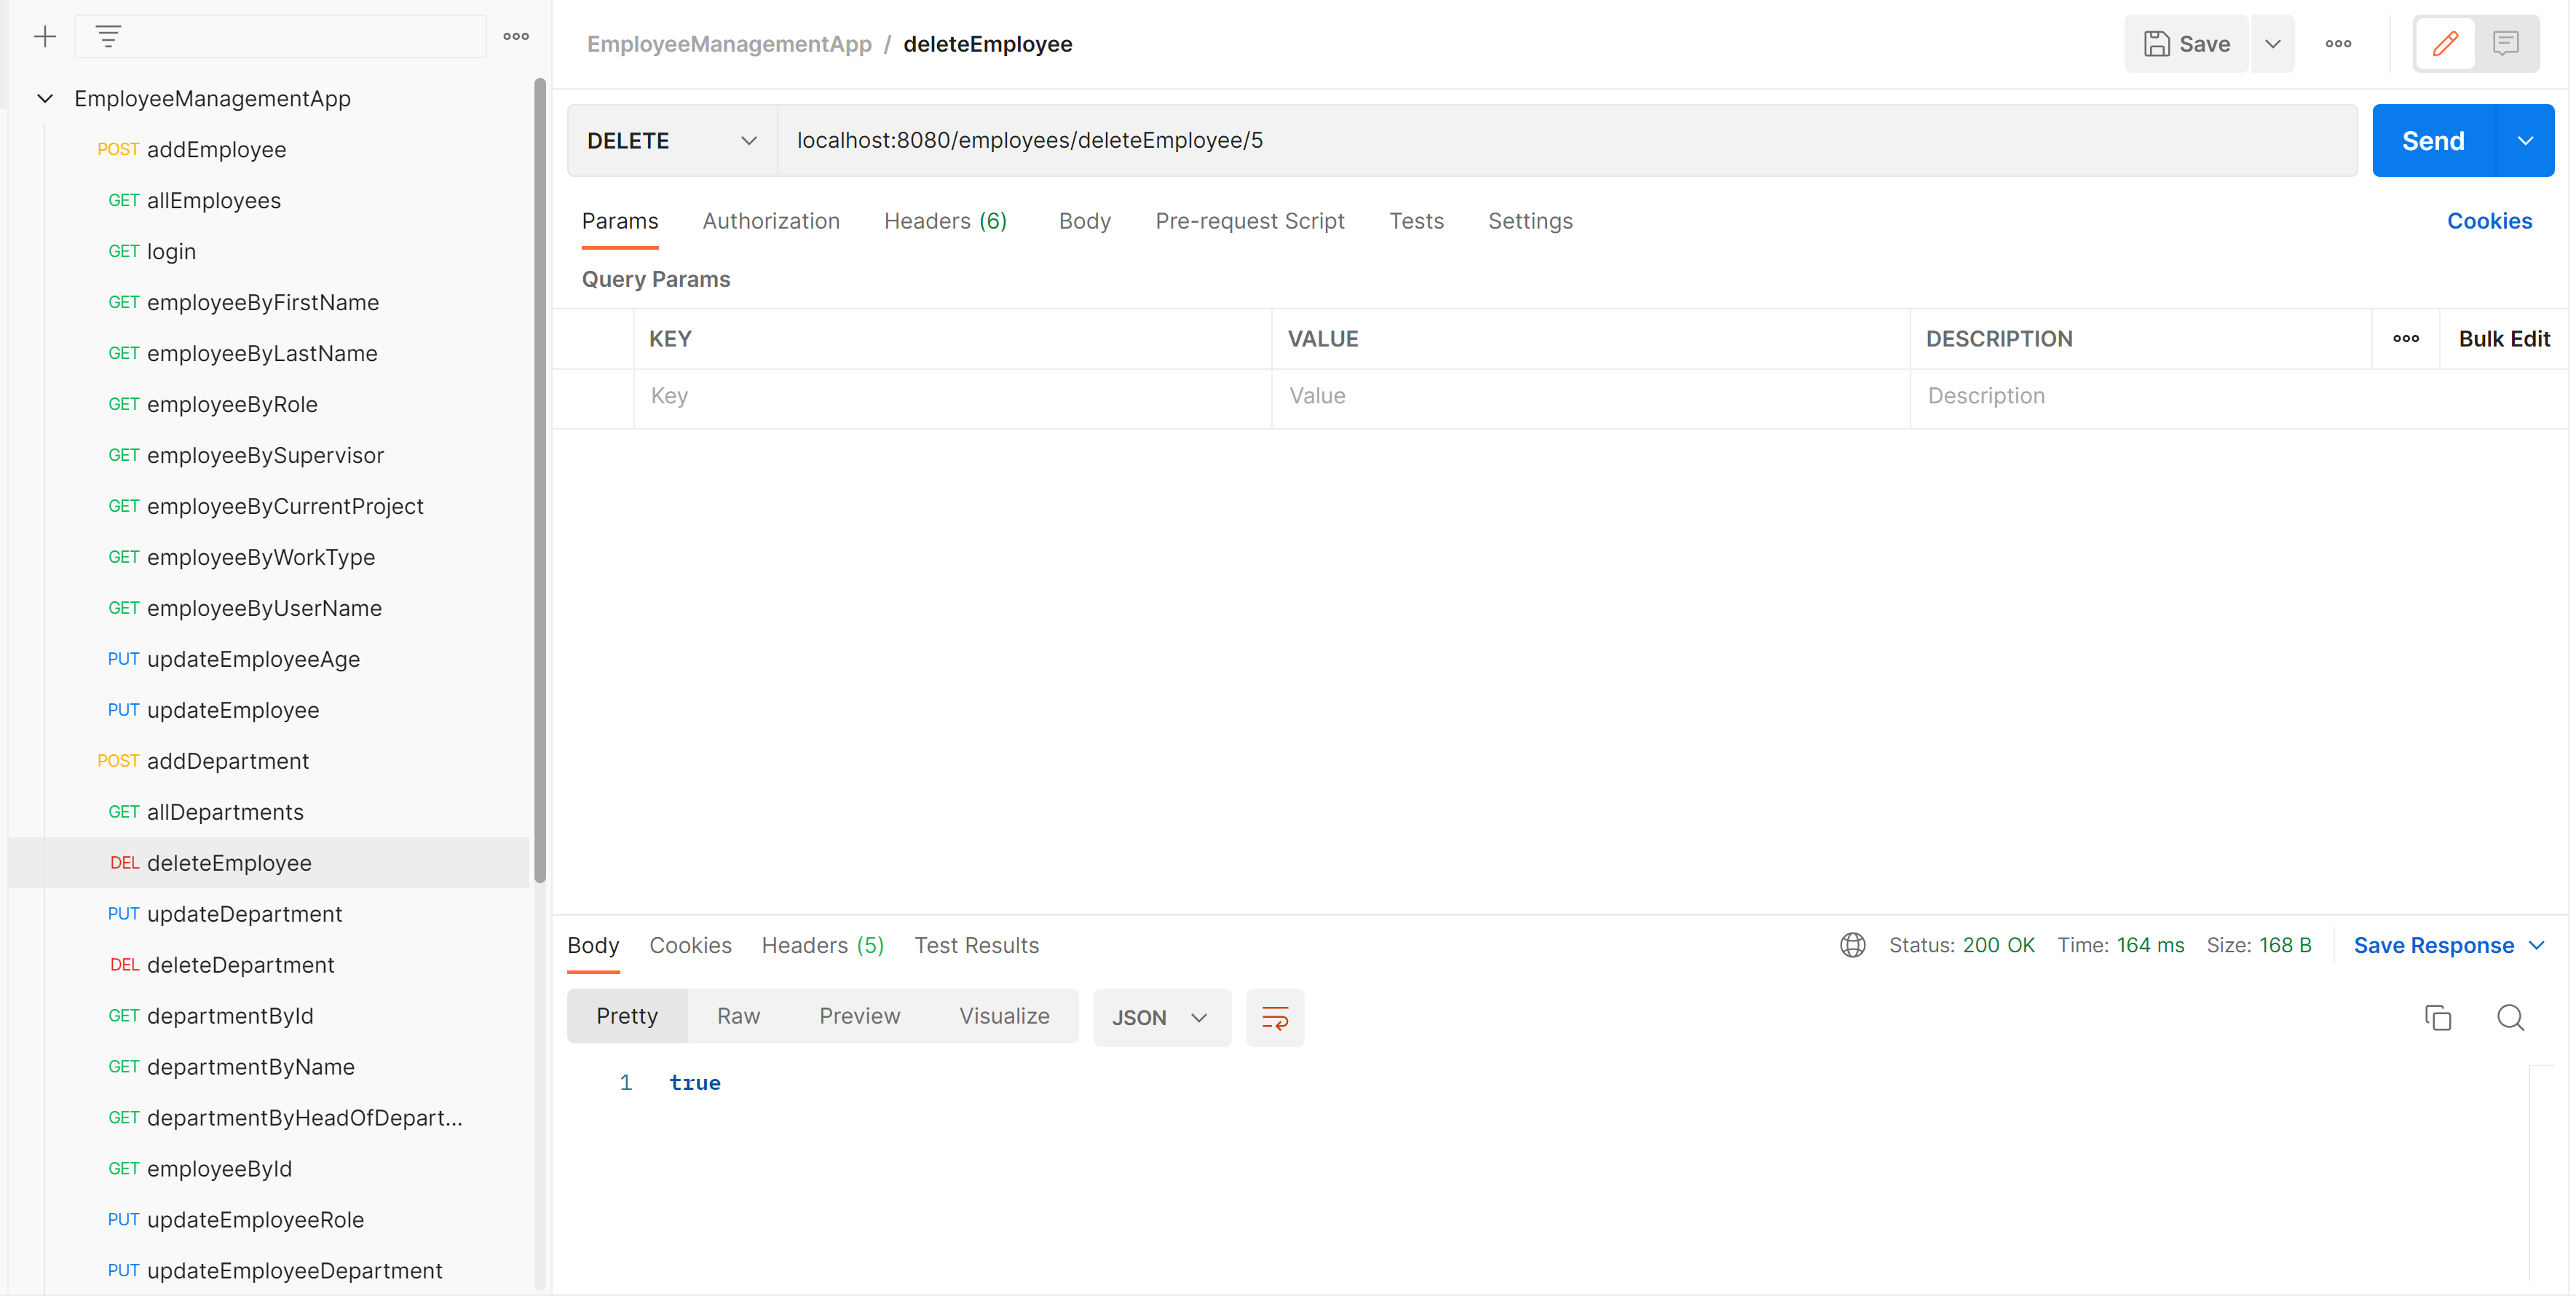 EmployeeManagementApp
POST addEmployee
GET allEmployees
GET login
GET employeeByFirstName
GET employeeByLastName
GET employeeByRole
GET employeeBySupervisor
GET employeeByCurrentProject
GET employeeByWorkType
GET employeeByUserName
PUT updateEmployeeAge
PUT updateEmployee
POST addDepartment
GET allDepartments
DEL deleteEmployee
PUT updateDepartment
DEL deleteDepartment
GET departmentById
GET departmentByName
GET departmentByHeadOfDepart...
GET employeeById
PUT updateEmployeeRole
PUT updateEmployeeDepartment
EmployeeManagementApp / deleteEmployee
Save
DELETE localhost:8080/employees/deleteEmployee/5 Send
Params Authorization Headers (6) Body Pre-request Script Tests Settings Cookies
Query Params
KEY VALUE DESCRIPTION Bulk Edit
Key Value Description
Body Cookies Headers (5) Test Results Status: 200 OK Time: 164 ms Size: 168 B Save Response
Pretty Raw Preview Visualize JSON
1 true